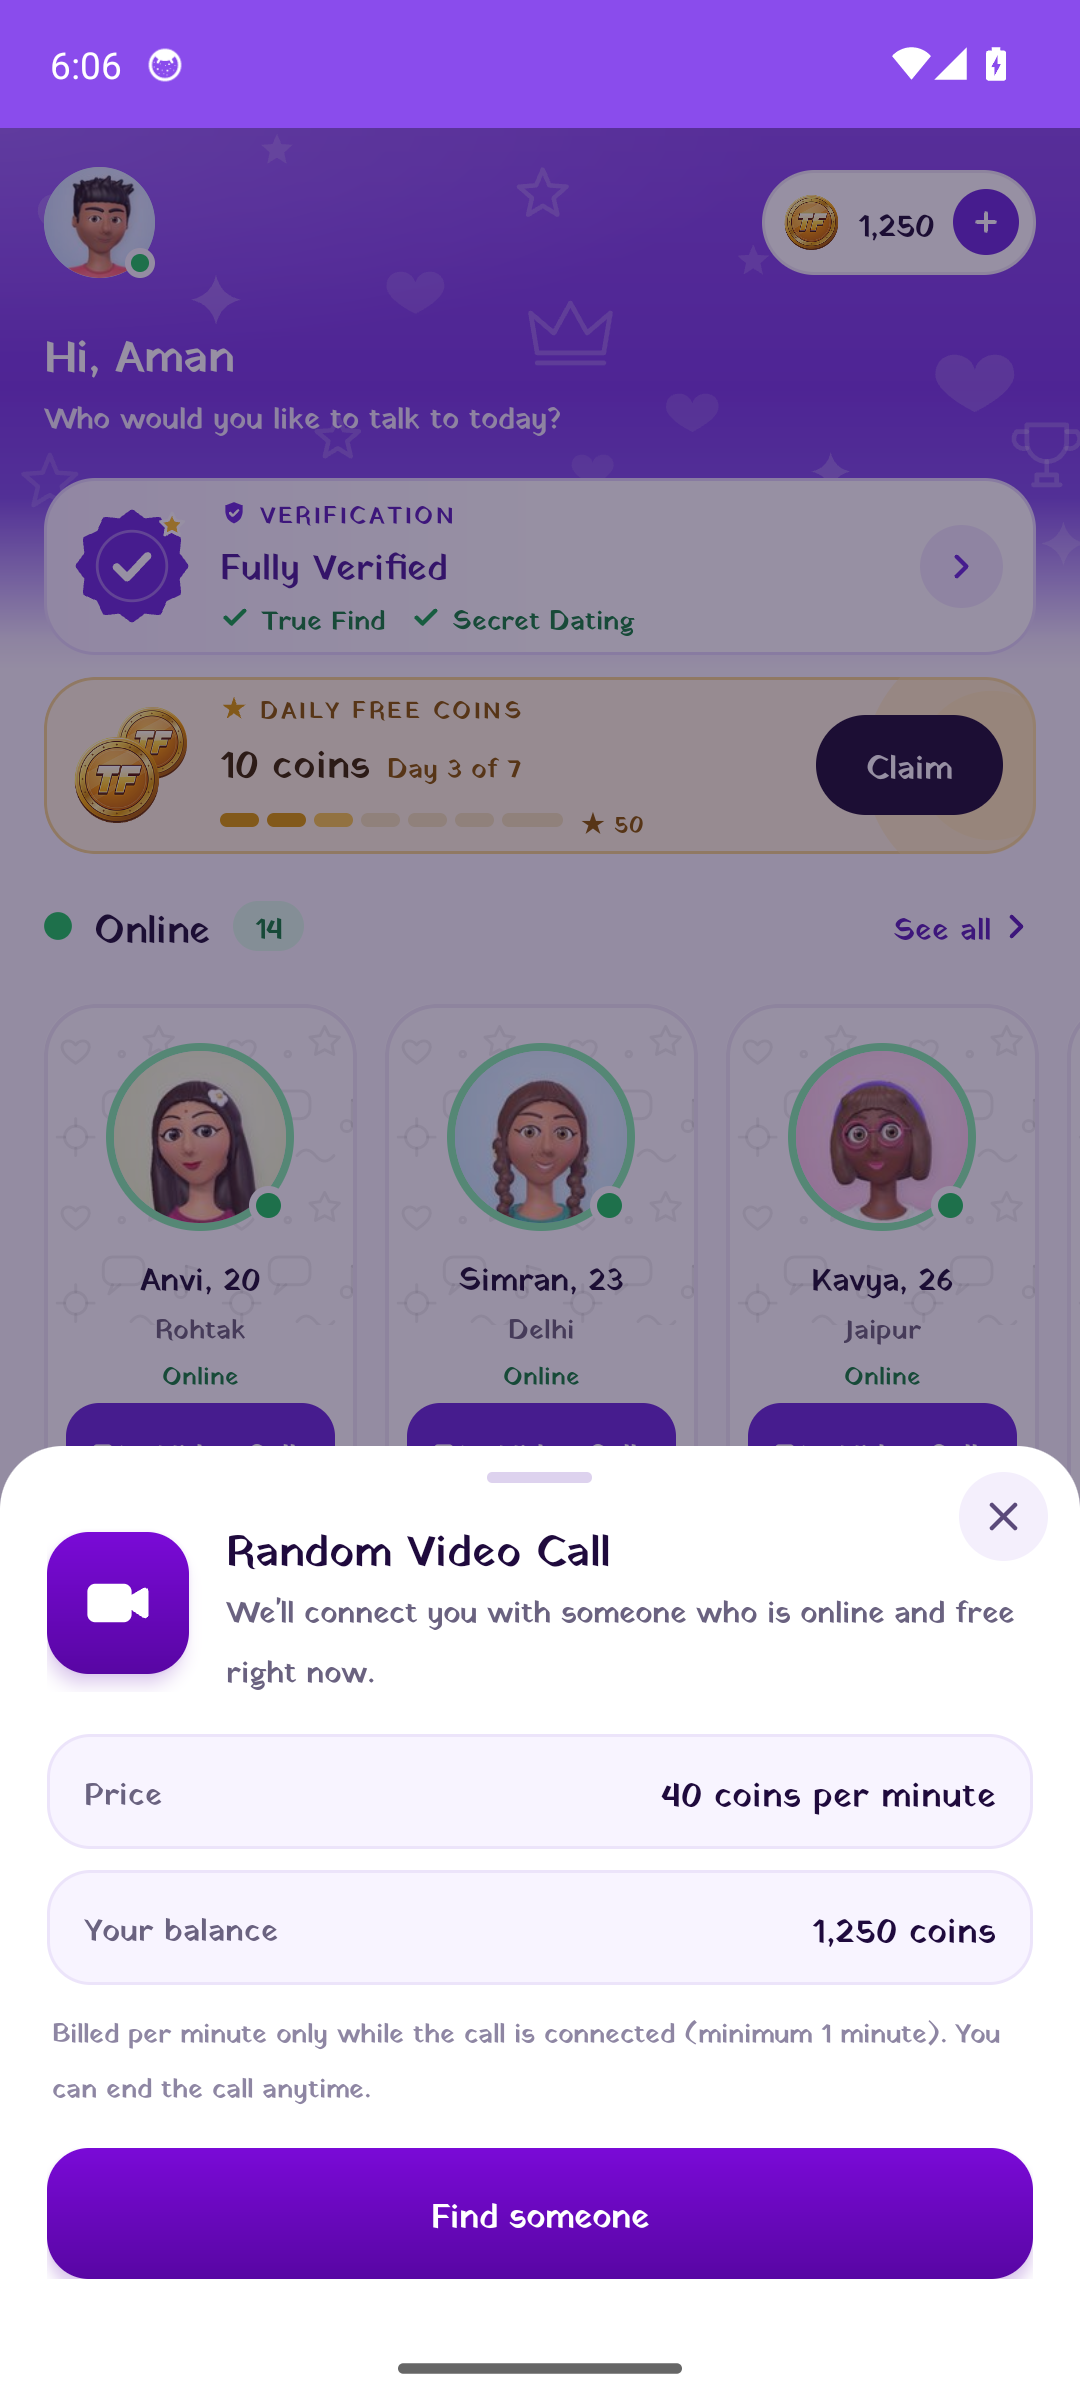 6:06
TF
1,250
Hi, Aman
Who would you like to talk to today?
VERIFICATION
Fully Verified
True Find Secret Dating
DAILY FREE COINS
TF TF
10 coins Day 3 of 7
Claim
50
Online 14 See all
Anvi, 20
Rohtak
Online
Simran, 23
Delhi
Online
Kavya, 26
Jaipur
Online
Random Video Call
We'll connect you with someone who is online and free
right now.
Price 40 coins per minute
Your balance 1,250 coins
Billed per minute only while the call is connected (minimum 1 minute). You
can end the call anytime.
Find someone